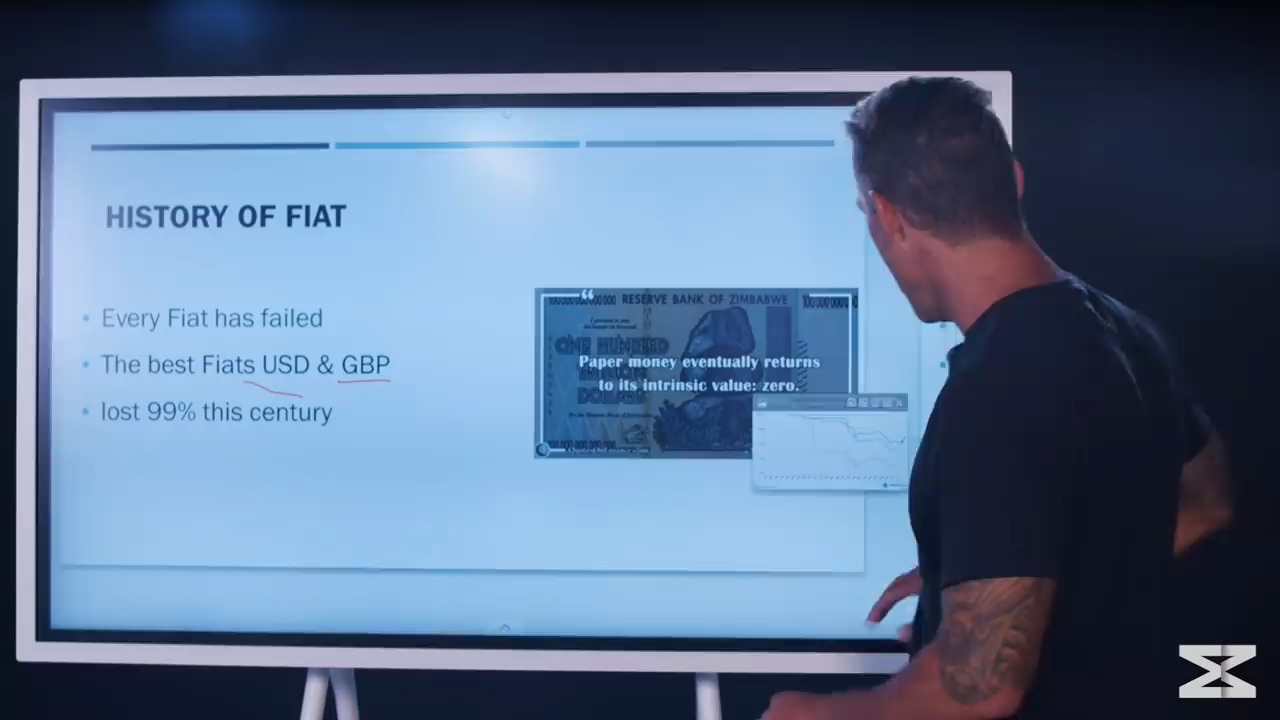 HISTORY OF FIAT
Every Fiat has failed
The best Fiats USD & GBP
lost 99% this century
RESERVE BANK OF ZIMBABWE
ONE HUNDRED
Paper money eventually returns
to its intrinsic value: zero.
DOLLARS